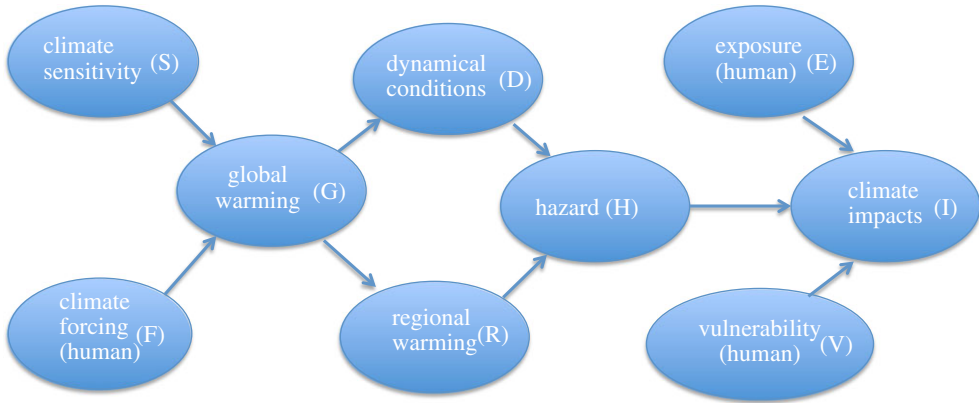 climate
sensitivity (S)
dynamical
conditions (D)
exposure
(human) (E)
global
warming (G)
hazard (H)
climate
impacts (I)
climate
forcing (F)
(human)
regional
warming (R)
vulnerability
(human) (V)